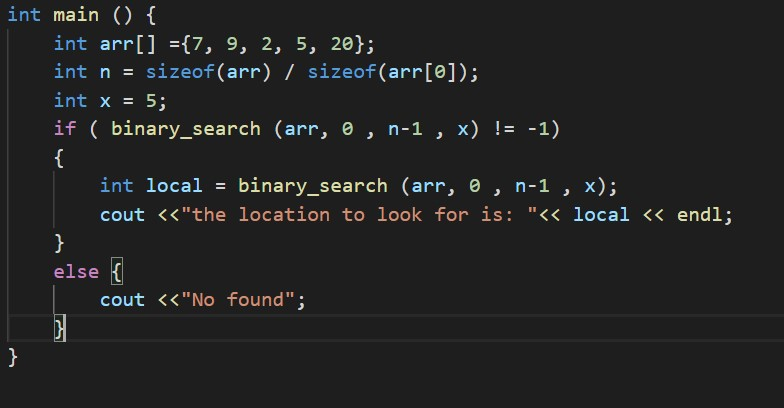 int main () {
    int arr[] ={7, 9, 2, 5, 20};
    int n = sizeof(arr) / sizeof(arr[0]);
    int x = 5;
    if ( binary_search (arr, 0 , n-1 , x) != -1)
    {
        int local = binary_search (arr, 0 , n-1 , x);
        cout <<"the location to look for is: "<< local << endl;
    }
    else {
        cout <<"No found";
    }
}